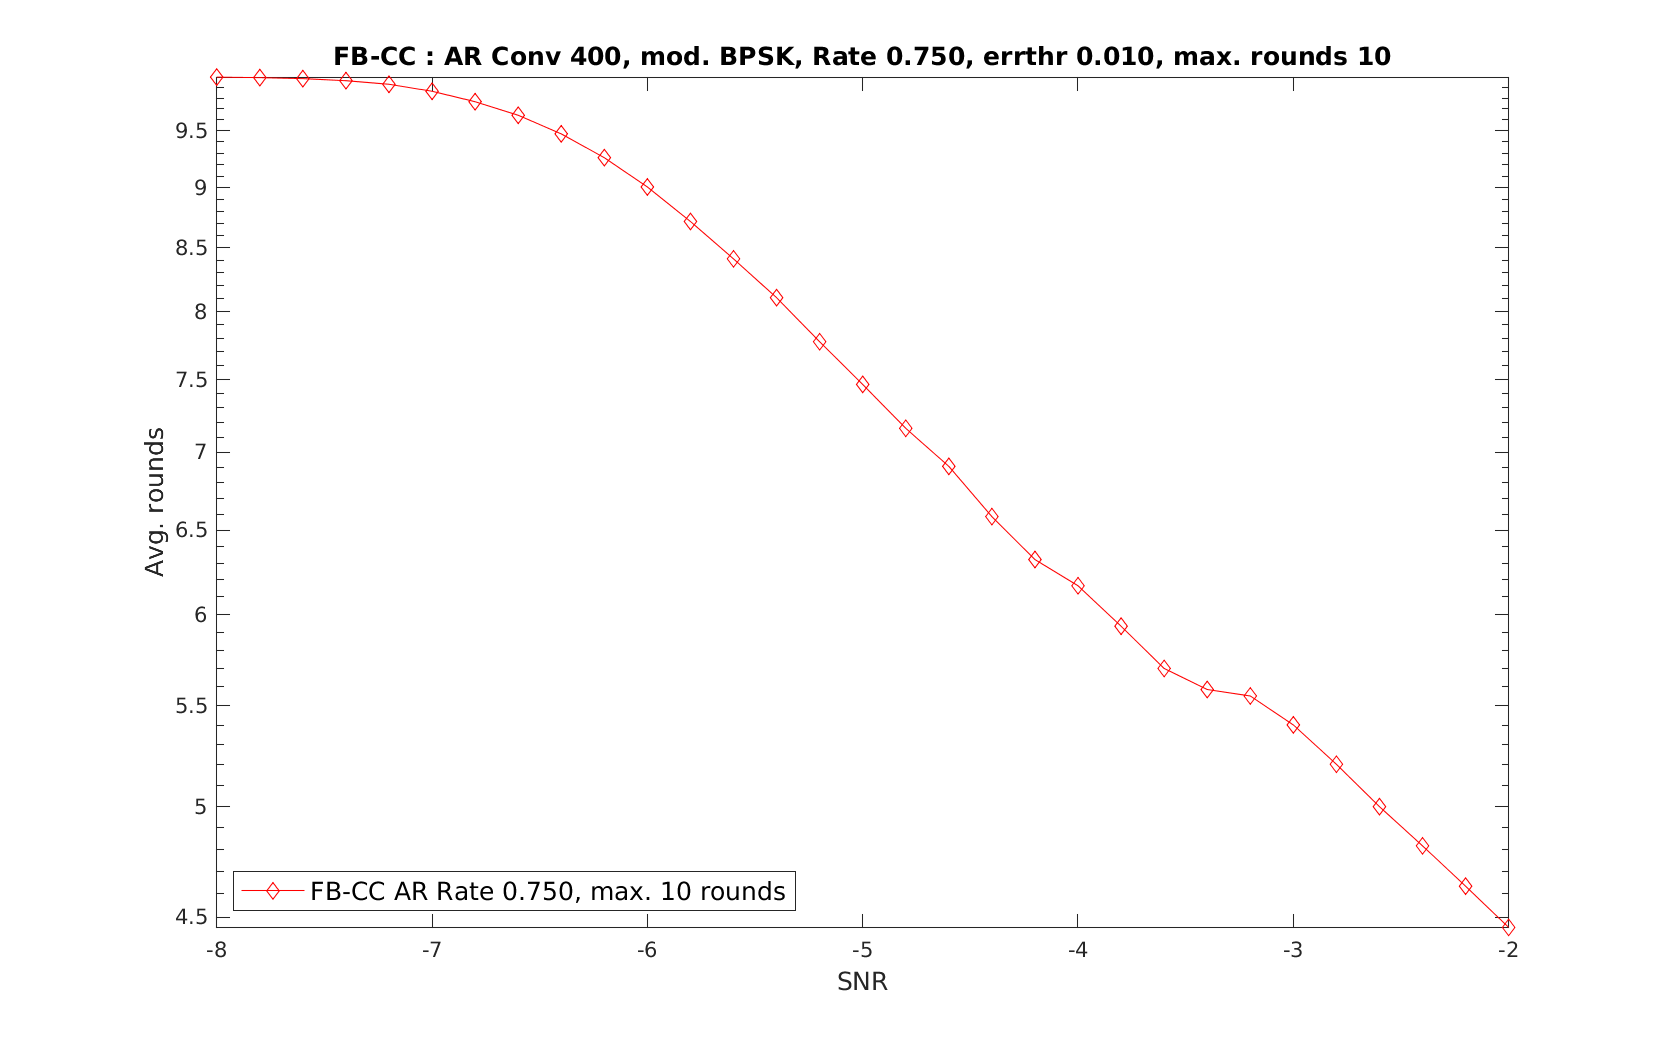 FB-CC : AR Conv 400, mod. BPSK, Rate 0.750, errthr 0.010, max. rounds 10
9.5
9
8.5
8
7.5
7
6.5
6
5.5
5
4.5
Avg. rounds
FB-CC AR Rate 0.750, max. 10 rounds
-8 -7 -6 -5 -4 -3 -2
SNR